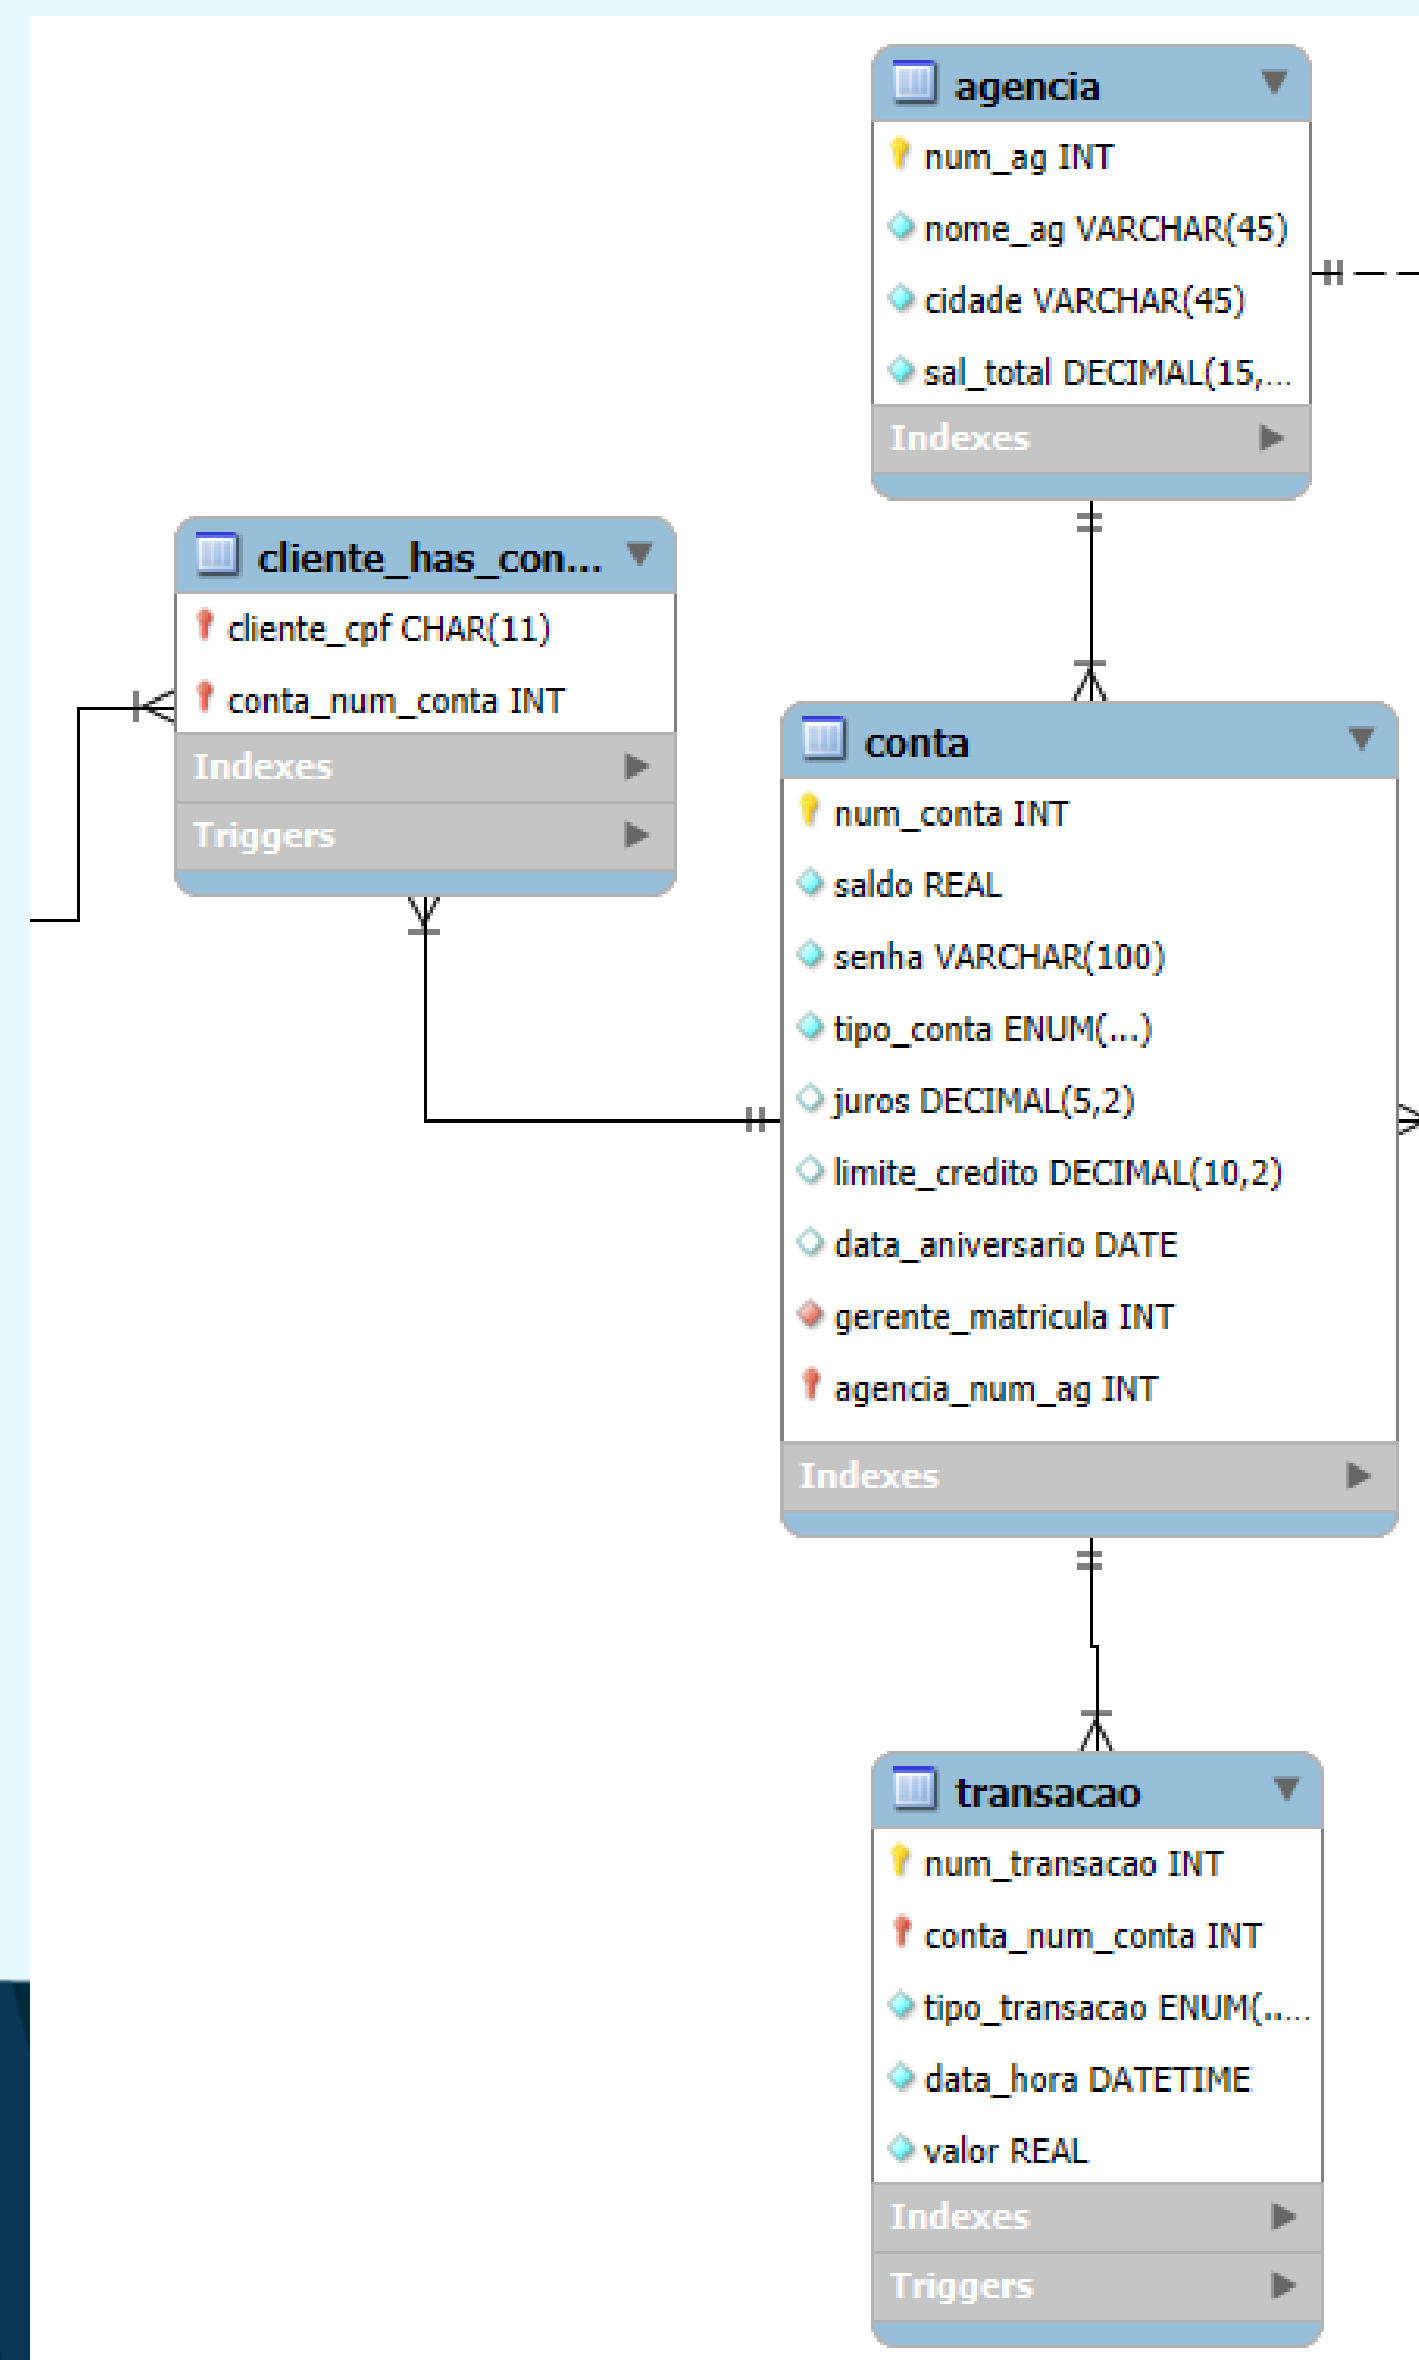 agencia
num_ag INT
nome_ag VARCHAR(45)
cidade VARCHAR(45)
sal_total DECIMAL(15,...
Indexes
cliente_has_con...
cliente_cpf CHAR(11)
conta_num_conta INT
Indexes
Triggers
conta
num_conta INT
saldo REAL
senha VARCHAR(100)
tipo_conta ENUM(...)
juros DECIMAL(5,2)
limite_credito DECIMAL(10,2)
data_aniversario DATE
gerente_matricula INT
agencia_num_ag INT
Indexes
transacao
num_transacao INT
conta_num_conta INT
tipo_transacao ENUM(.....
data_hora DATETIME
valor REAL
Indexes
Triggers